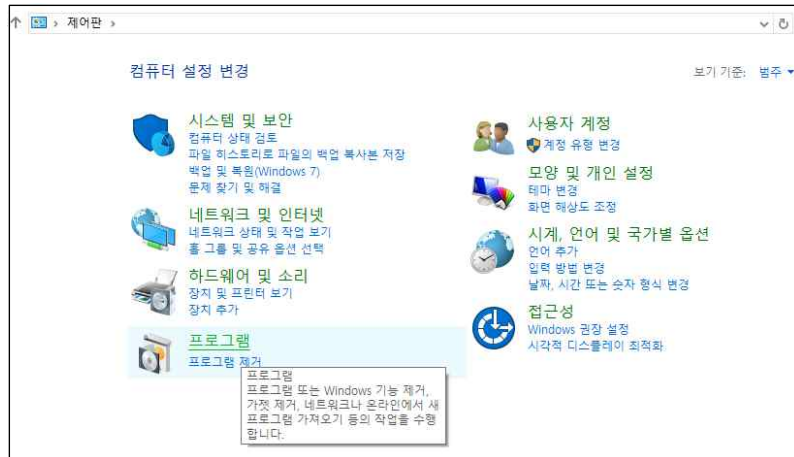 제어판
컴퓨터 설정 변경
보기 기준: 범주
시스템 및 보안
컴퓨터 상태 검토
파일 히스토리로 파일의 백업 복사본 저장
백업 및 복원(Windows 7)
문제 찾기 및 해결
네트워크 및 인터넷
네트워크 상태 및 작업 보기
홈 그룹 및 공유 옵션 선택
하드웨어 및 소리
장치 및 프린터 보기
장치 추가
프로그램
프로그램 제거
프로그램
프로그램 또는 Windows 기능 제거,
가젯 제거, 네트워크나 온라인에서 새
프로그램 가져오기 등의 작업을 수행
합니다.
사용자 계정
계정 유형 변경
모양 및 개인 설정
테마 변경
화면 해상도 조정
시계, 언어 및 국가별 옵션
언어 추가
입력 방법 변경
날짜, 시간 또는 숫자 형식 변경
접근성
Windows 권장 설정
시각적 디스플레이 최적화